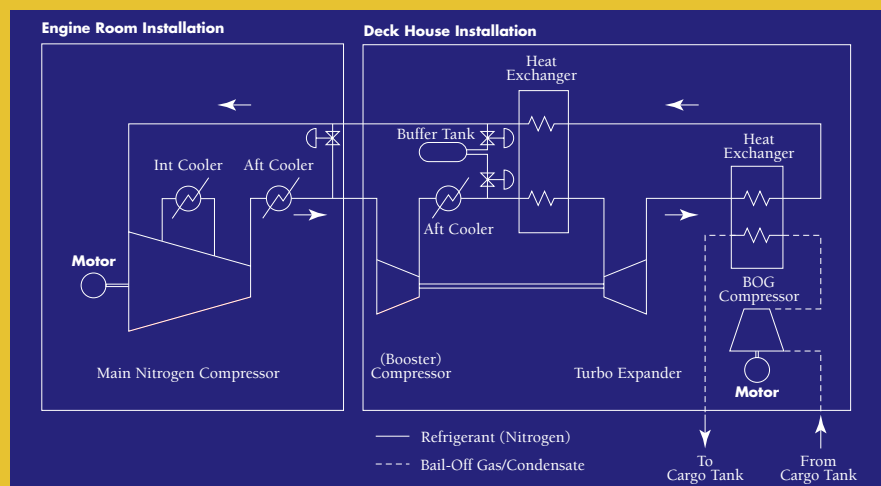 Engine Room Installation
Deck House Installation
Heat
Exchanger
Buffer Tank
Int Cooler
Aft Cooler
Heat
Exchanger
Aft Cooler
Motor
BOG
Compressor
Main Nitrogen Compressor
(Booster)
Compressor
Turbo Expander
Motor
Refrigerant (Nitrogen)
Bail-Off Gas/Condensate
To
Cargo Tank
From
Cargo Tank